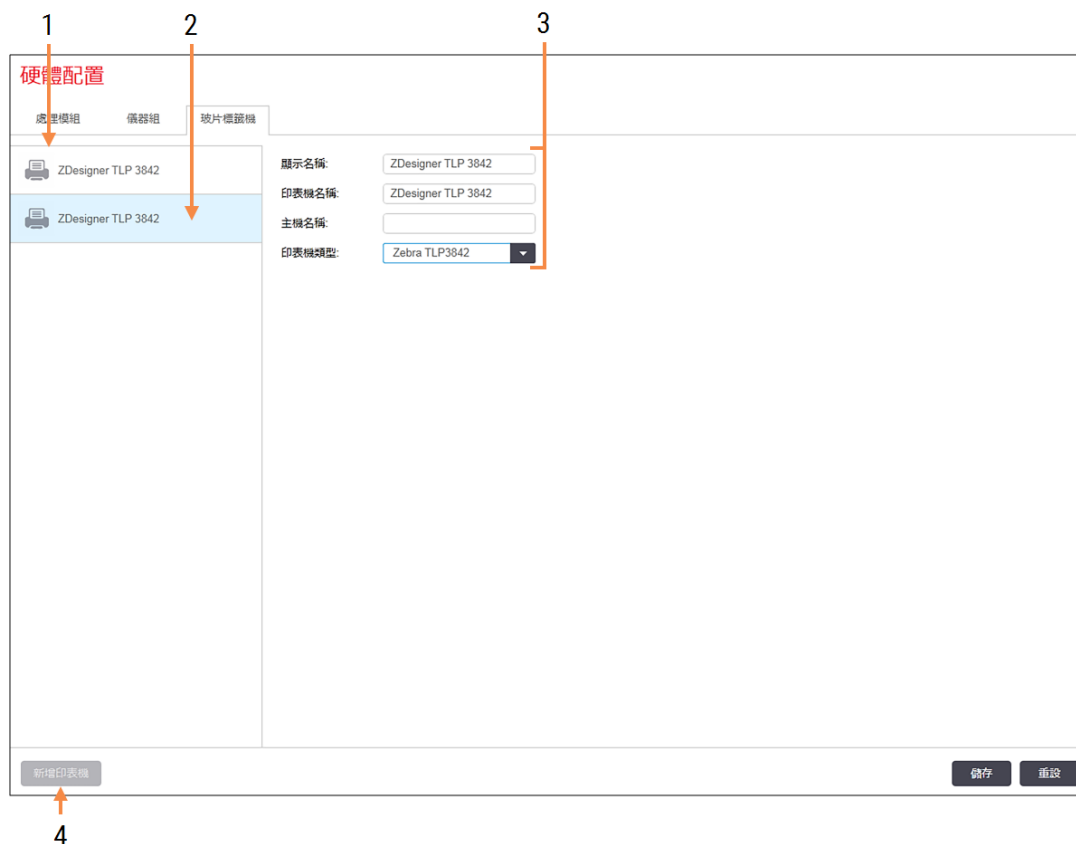 1
2
3
硬體配置
處理模組
儀器組
玻片標籤機
ZDesigner TLP 3842
ZDesigner TLP 3842
顯示名稱:
ZDesigner TLP 3842
印表機名稱:
ZDesigner TLP 3842
主機名稱:
印表機類型:
Zebra TLP3842
新增印表機
儲存
重設
4